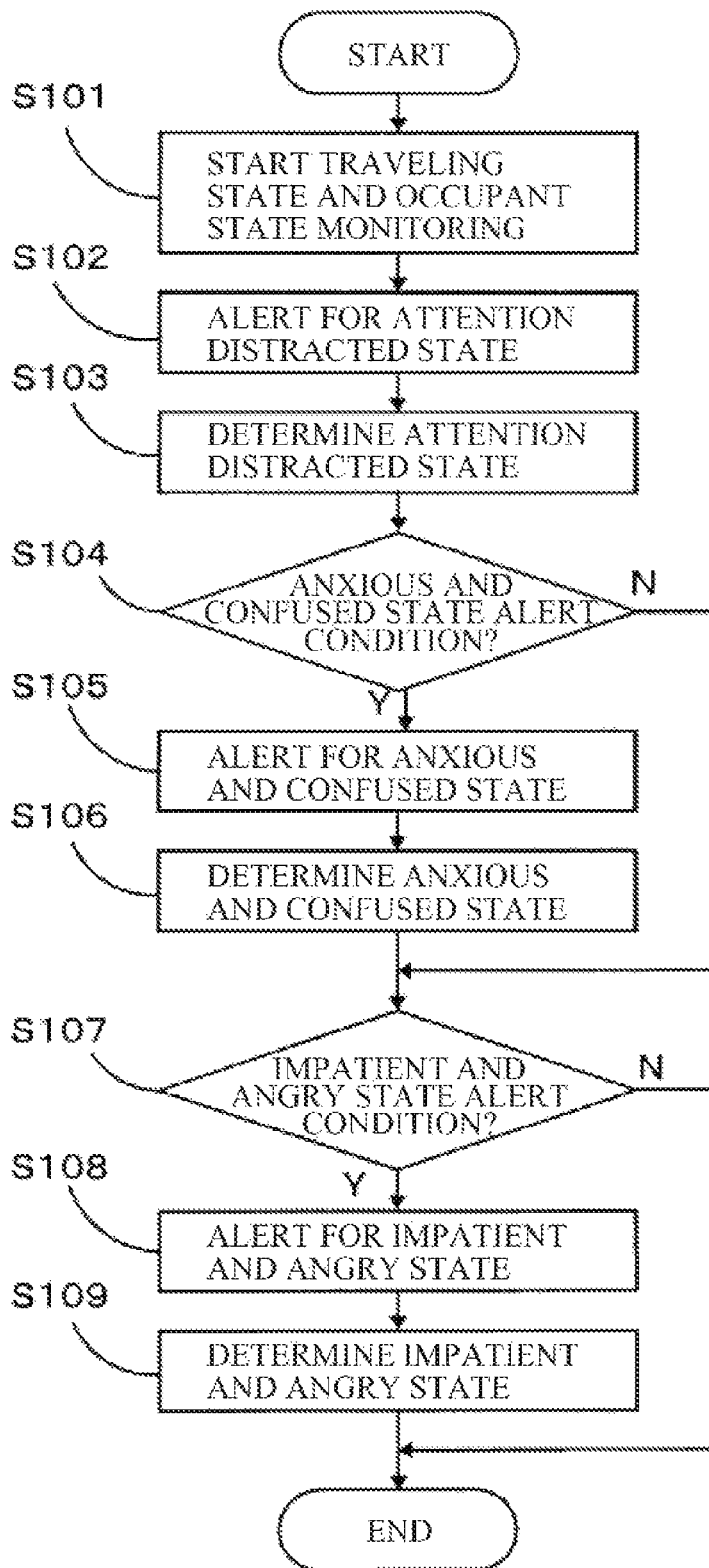 START
S101
START TRAVELING
STATE AND OCCUPANT
STATE MONITORING
S102
ALERT FOR ATTENTION
DISTRACTED STATE
S103
DETERMINE ATTENTION
DISTRACTED STATE
S104
ANXIOUS AND
CONFUSED STATE ALERT
CONDITION?
N
Y
S105
ALERT FOR ANXIOUS
AND CONFUSED STATE
S106
DETERMINE ANXIOUS
AND CONFUSED STATE
S107
IMPATIENT AND
ANGRY STATE ALERT
CONDITION?
N
Y
S108
ALERT FOR IMPATIENT
AND ANGRY STATE
S109
DETERMINE IMPATIENT
AND ANGRY STATE
END